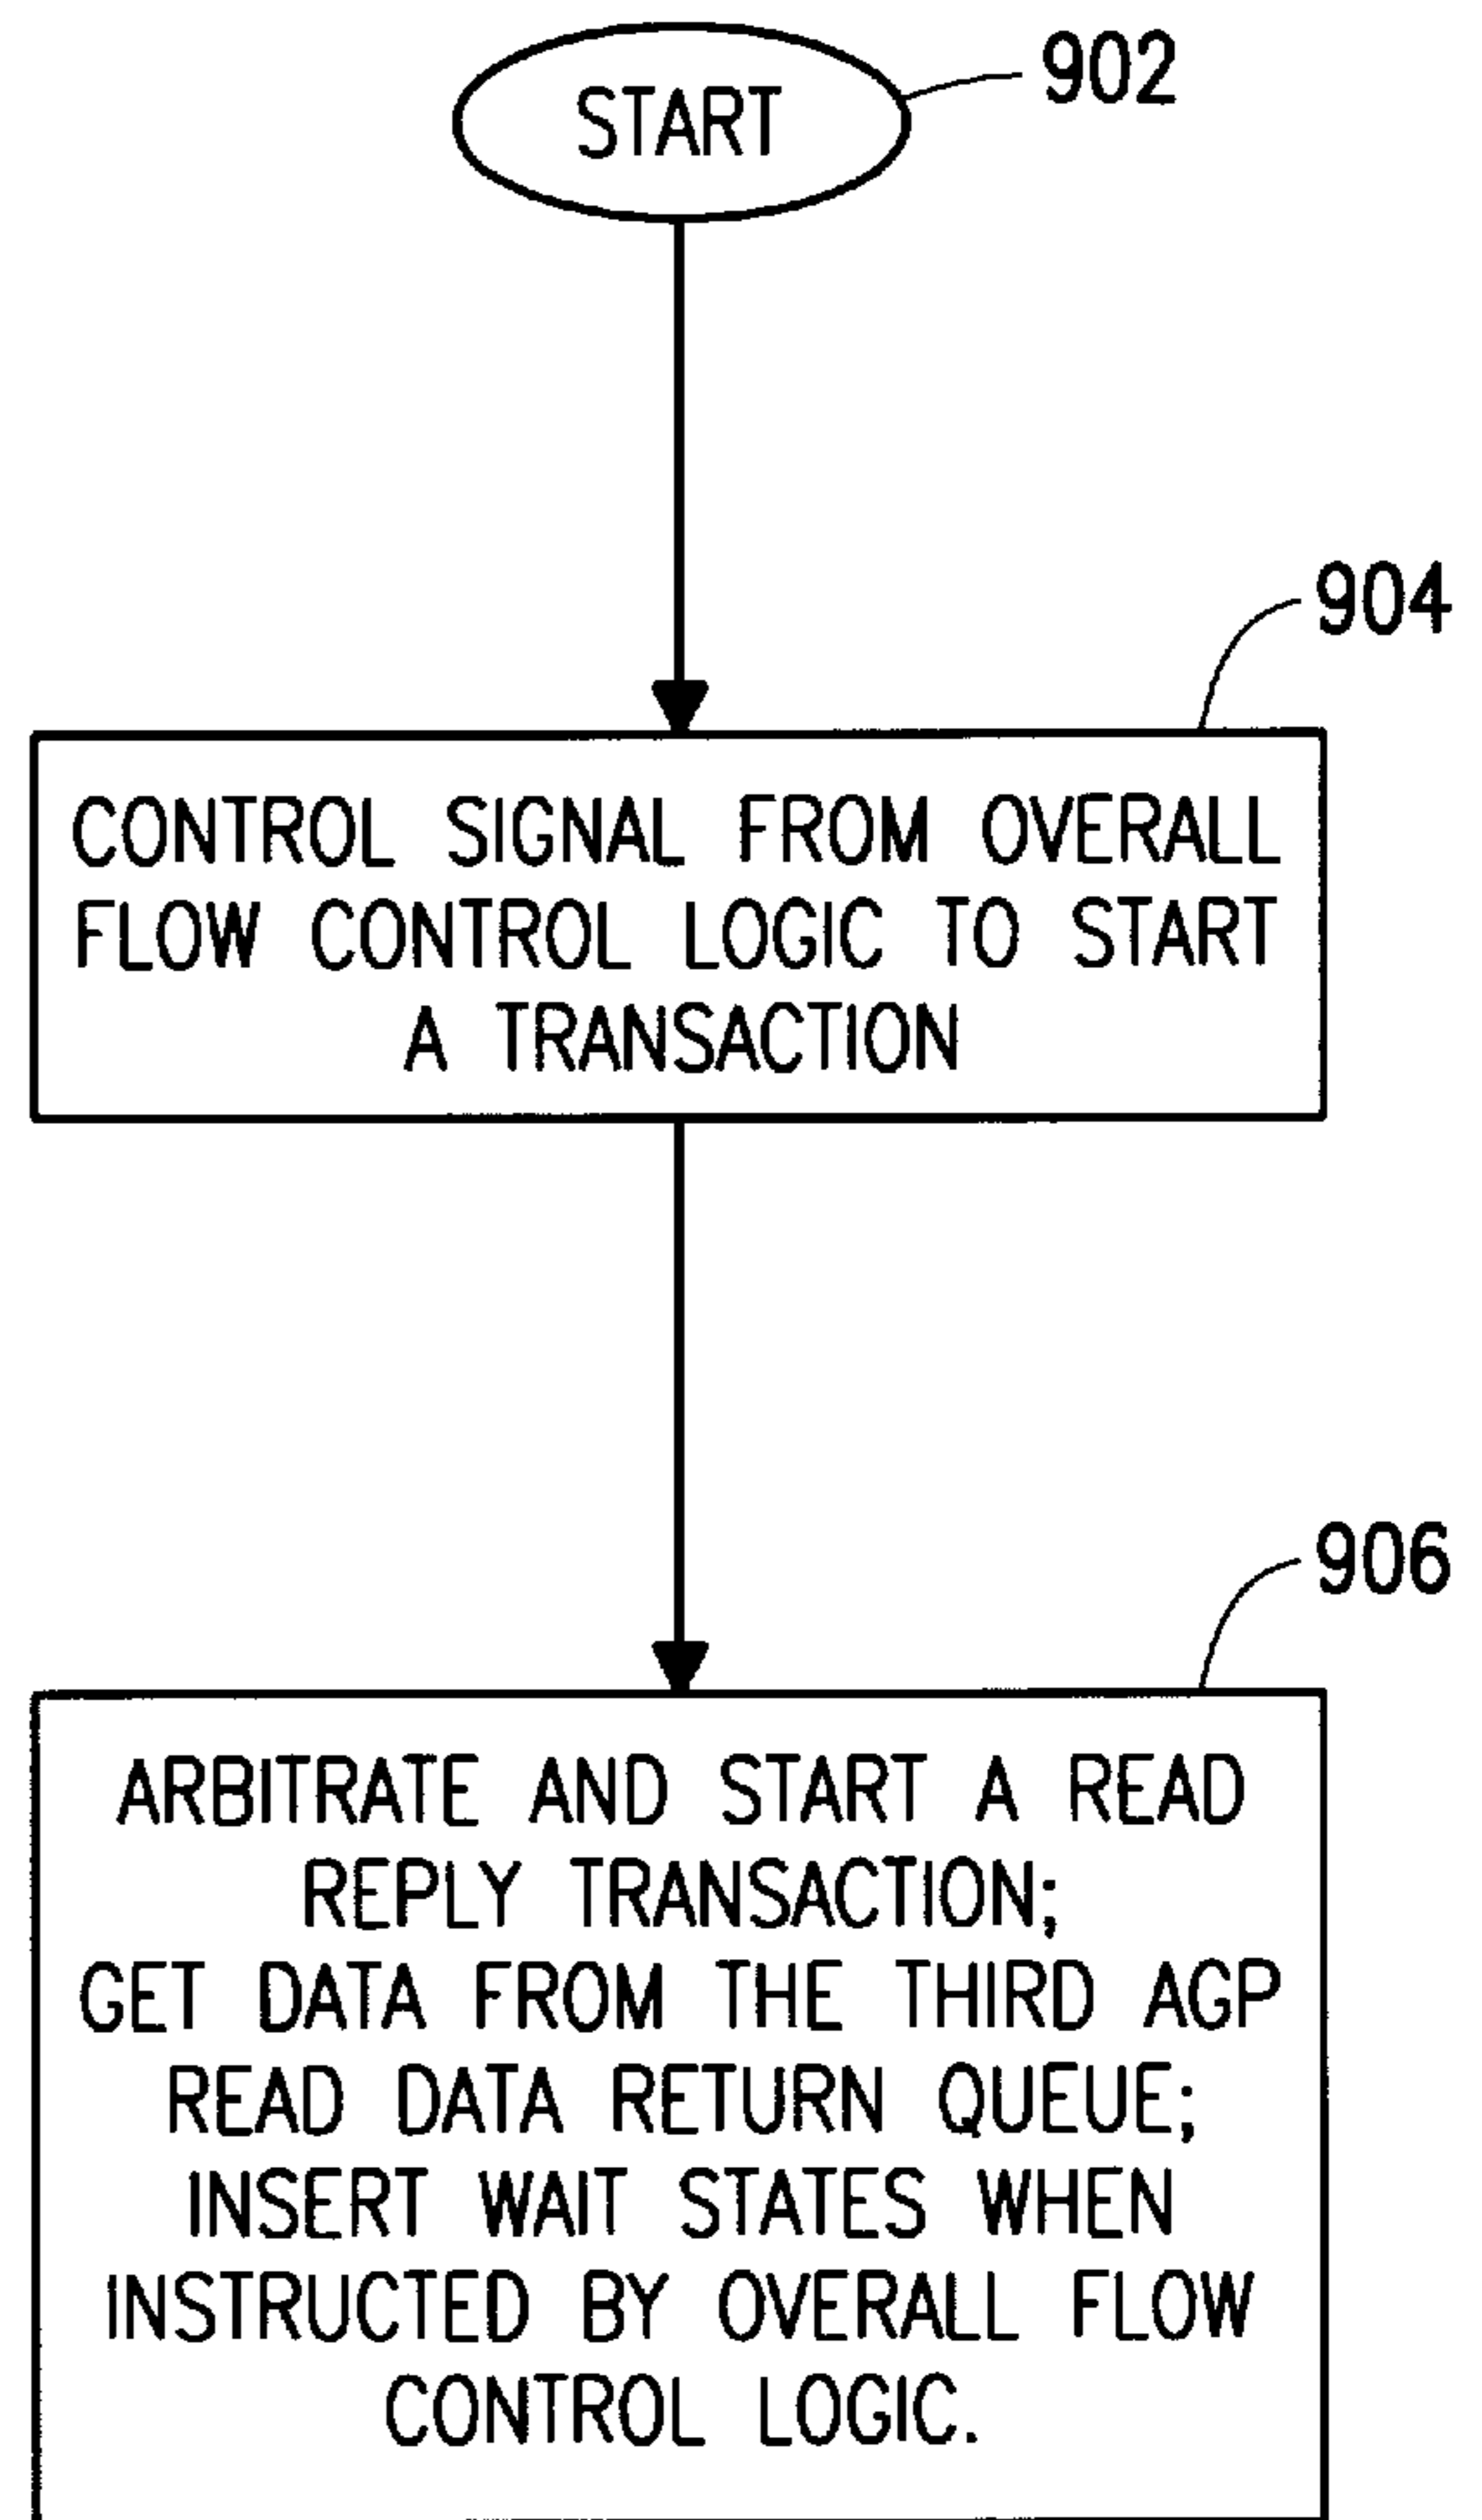 START
902
904
CONTROL SIGNAL FROM OVERALL
FLOW CONTROL LOGIC TO START
A TRANSACTION
906
ARBITRATE AND START A READ
REPLY TRANSACTION;
GET DATA FROM THE THIRD AGP
READ DATA RETURN QUEUE;
INSERT WAIT STATES WHEN
INSTRUCTED BY OVERALL FLOW
CONTROL LOGIC.